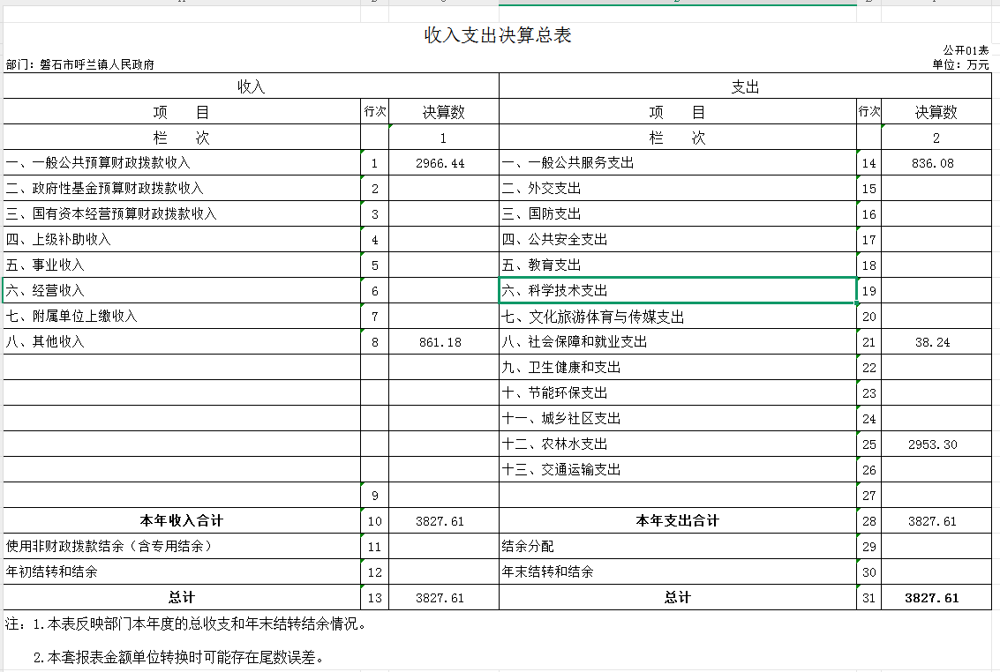 收入支出决算总表
公开01表
部门：磐石市呼兰镇人民政府 单位：万元
收入 支出
项 目 行次 决算数 项 目 行次 决算数
栏 次 1 栏 次 2
一、一般公共预算财政拨款收入 1 2966.44 一、一般公共服务支出 14 836.08
二、政府性基金预算财政拨款收入 2 二、外交支出 15
三、国有资本经营预算财政拨款收入 3 三、国防支出 16
四、上级补助收入 4 四、公共安全支出 17
五、事业收入 5 五、教育支出 18
六、经营收入 6 六、科学技术支出 19
七、附属单位上缴收入 7 七、文化旅游体育与传媒支出 20
八、其他收入 8 861.18 八、社会保障和就业支出 21 38.24
九、卫生健康和支出 22
十、节能环保支出 23
十一、城乡社区支出 24
十二、农林水支出 25 2953.30
十三、交通运输支出 26
9 27
本年收入合计 10 3827.61 本年支出合计 28 3827.61
使用非财政拨款结余（含专用结余） 11 结余分配 29
年初结转和结余 12 年末结转和结余 30
总计 13 3827.61 总计 31 3827.61
注：1.本表反映部门本年度的总收支和年末结转结余情况。
2.本套报表金额单位转换时可能存在尾数误差。